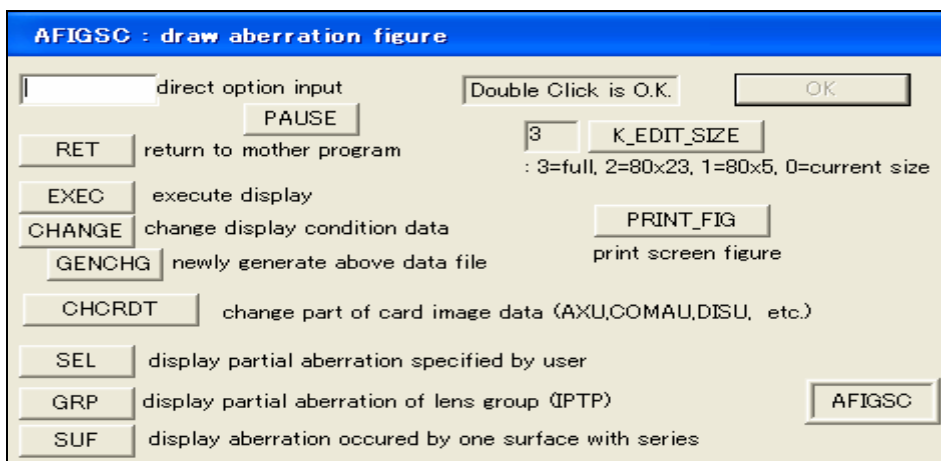 AFIGSC : draw aberration figure
direct option input
Double Click is O.K.
OK
PAUSE
3 K_EDIT_SIZE
RET return to mother program
: 3=full, 2=80x23, 1=80x5, 0=current size
EXEC execute display
CHANGE change display condition data
PRINT_FIG
GENCHG newly generate above data file
print screen figure
CHCRDT change part of card image data (AXU,COMAU,DISU, etc.)
SEL display partial aberration specified by user
GRP display partial aberration of lens group (IPTP)
AFIGSC
SUF display aberration occured by one surface with series